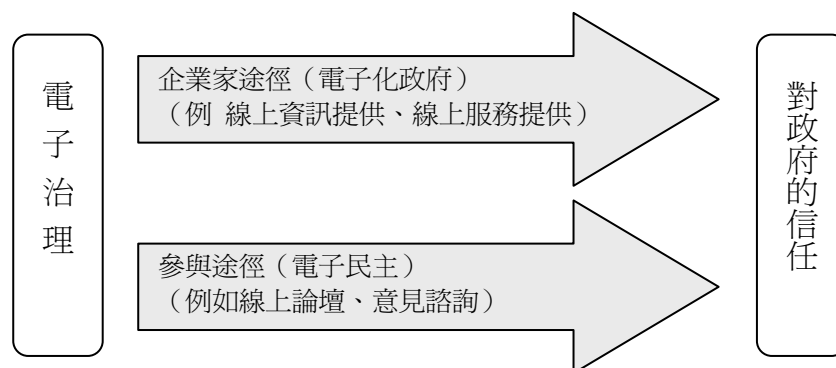 電子治理
企業家途徑（電子化政府）
（例 線上資訊提供、線上服務提供）
參與途徑（電子民主）
（例如線上論壇、意見諮詢）
對政府的信任